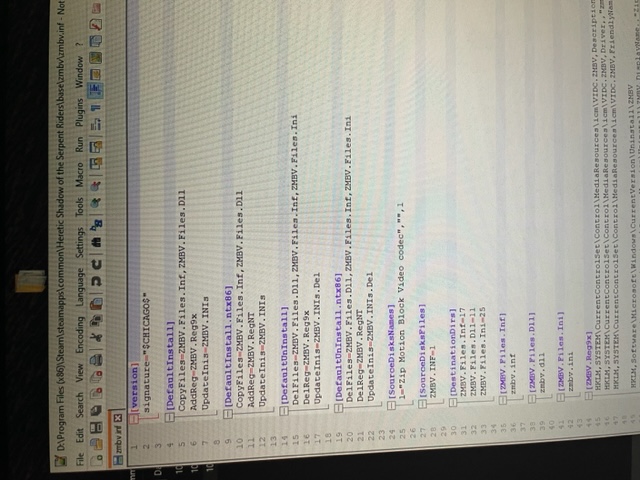 D:\Program Files (x86)\Steam\steamapps\common\Heretic Shadow of the Serpent Riders\base\zmbv\zmbv.inf - Not
File Edit Search View Encoding Language Settings Tools Macro Run Plugins Window ?
zmbv.inf
1 [version]
2 signature="$CHICAGO$"
3
4 [DefaultInstall]
5 CopyFiles=ZMBV.Files.Inf,ZMBV.Files.Dll
6 AddReg=ZMBV.Reg9x
7 UpdateInis=ZMBV.INIs
8
9 [DefaultInstall.ntx86]
10 CopyFiles=ZMBV.Files.Inf,ZMBV.Files.Dll
11 AddReg=ZMBV.RegNT
12 UpdateInis=ZMBV.INIs
13
14 [DefaultUnInstall]
15 DelFiles=ZMBV.Files.Dll,ZMBV.Files.Inf,ZMBV.Files.Ini
16 DelReg=ZMBV.Reg9x
17 UpdateInis=ZMBV.INIs.Del
18
19 [DefaultUnInstall.ntx86]
20 DelFiles=ZMBV.Files.Dll,ZMBV.Files.Inf,ZMBV.Files.Ini
21 DelReg=ZMBV.RegNT
22 UpdateInis=ZMBV.INIs.Del
23
24 [SourceDisksNames]
25 1="Zip Motion Block Video codec","",1
26
27 [SourceDisksFiles]
28 ZMBV.INF=1
29
30 [DestinationDirs]
31 ZMBV.Files.Inf=17
32 ZMBV.Files.Dll=11
33 ZMBV.Files.Ini=25
34
35 [ZMBV.Files.Inf]
36 zmbv.inf
37
38 [ZMBV.Files.Dll]
39 zmbv.dll
40
41 [ZMBV.Files.Ini]
42 zmbv.ini
43
44 [ZMBV.Reg9x]
45 HKLM,SYSTEM\CurrentControlSet\Control\MediaResources\icm\VIDC.ZMBV,Description
46 HKLM,SYSTEM\CurrentControlSet\Control\MediaResources\icm\VIDC.ZMBV,Driver,,"zm
47 HKLM,SYSTEM\CurrentControlSet\Control\MediaResources\icm\VIDC.ZMBV,FriendlyName
48
49 HKLM,Software\Microsoft\Windows\CurrentVersion\Uninstall\ZMBV